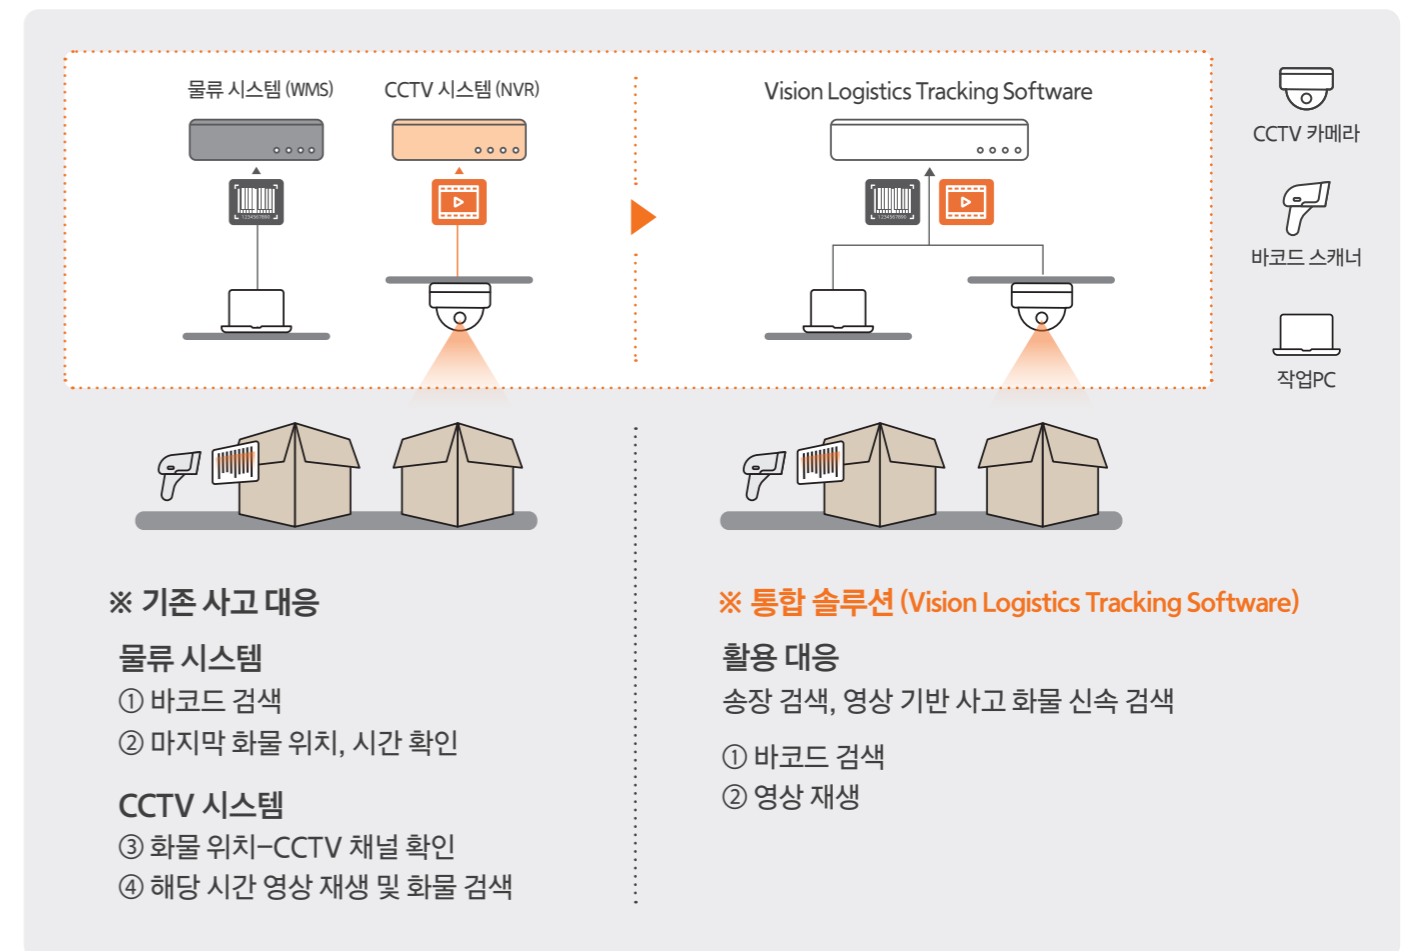 물류 시스템 (WMS)
CCTV 시스템 (NVR)
Vision Logistics Tracking Software
CCTV 카메라
바코드 스캐너
작업PC
1234567890
1234567890
※ 기존 사고 대응
물류 시스템
① 바코드 검색
② 마지막 화물 위치, 시간 확인
CCTV 시스템
③ 화물 위치-CCTV 채널 확인
④ 해당 시간 영상 재생 및 화물 검색
※ 통합 솔루션 (Vision Logistics Tracking Software)
활용 대응
송장 검색, 영상 기반 사고 화물 신속 검색
① 바코드 검색
② 영상 재생